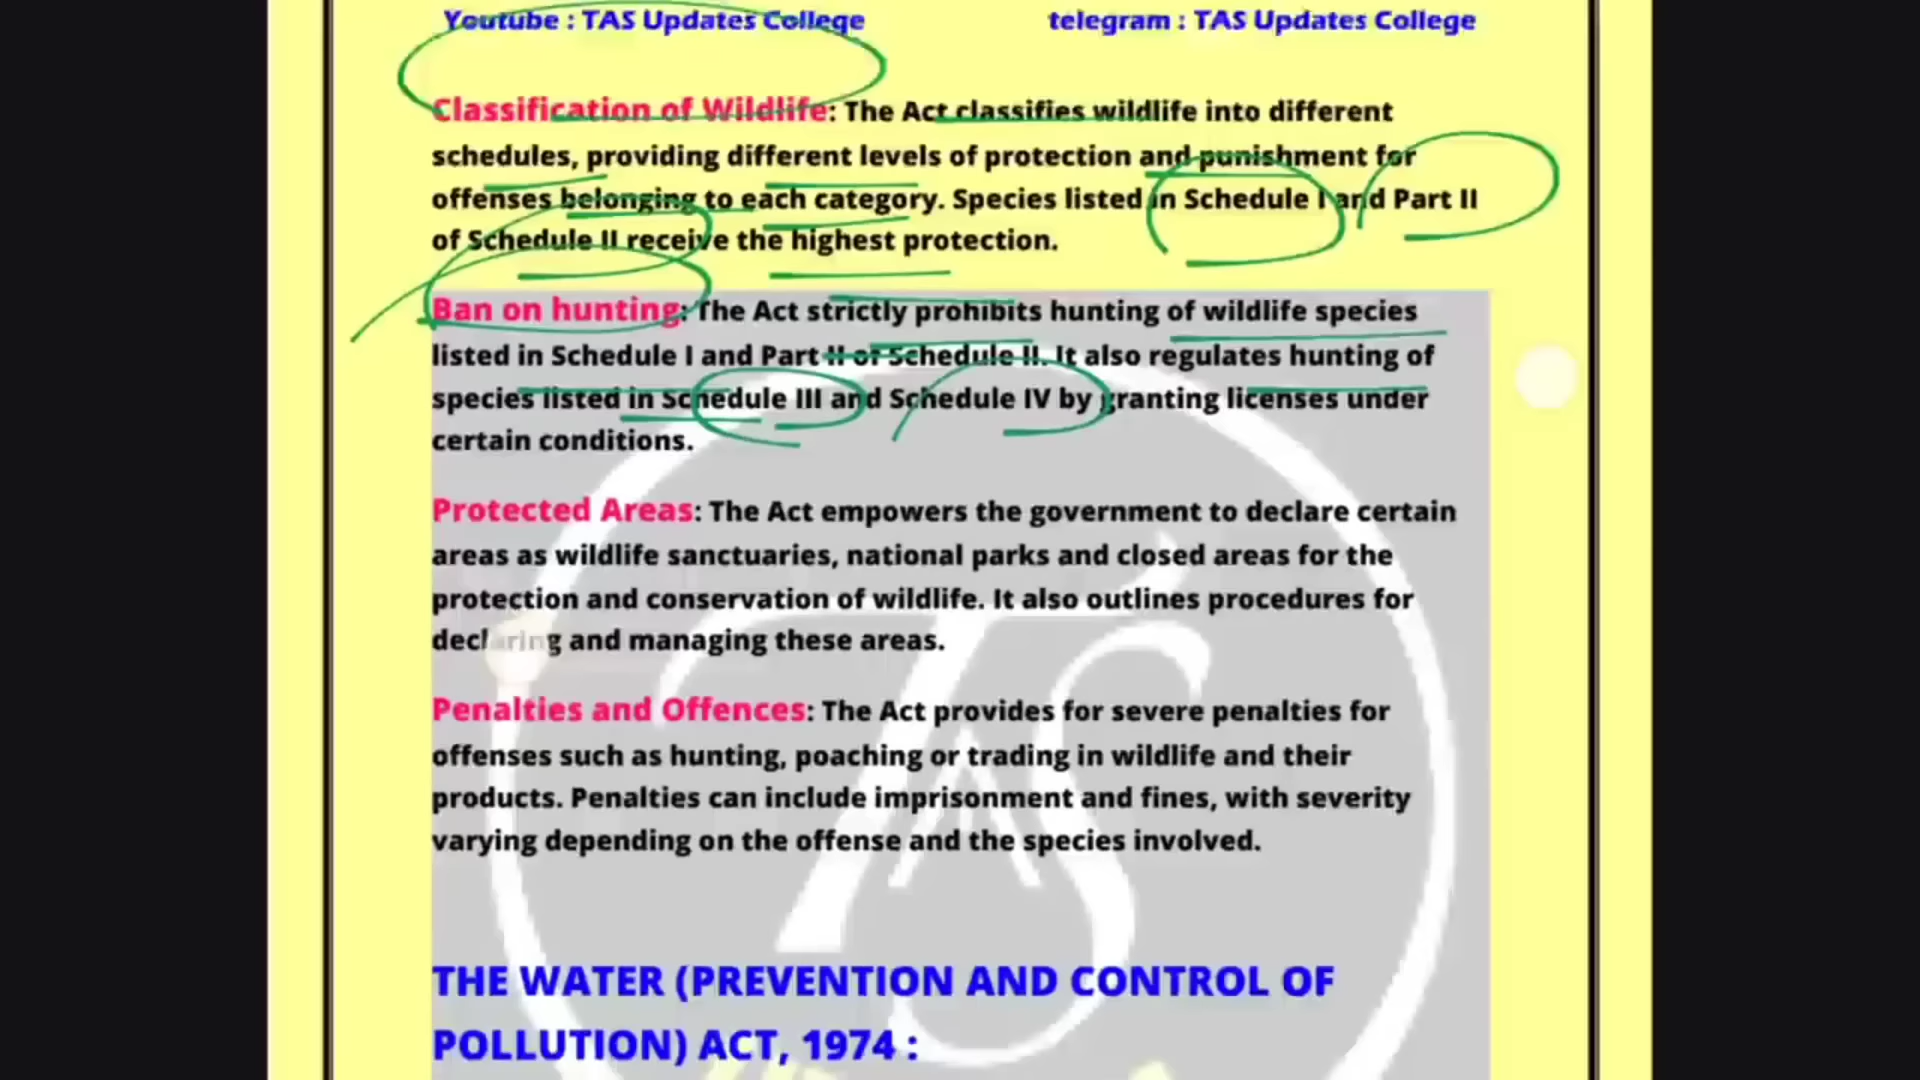 Youtube : TAS Updates College telegram : TAS Updates College
Classification of Wildlife: The Act classifies wildlife into different
schedules, providing different levels of protection and punishment for
offenses belonging to each category. Species listed in Schedule I and Part II
of Schedule II receive the highest protection.
Ban on hunting: The Act strictly prohibits hunting of wildlife species
listed in Schedule I and Part II of Schedule II. It also regulates hunting of
species listed in Schedule III and Schedule IV by granting licenses under
certain conditions.
Protected Areas: The Act empowers the government to declare certain
areas as wildlife sanctuaries, national parks and closed areas for the
protection and conservation of wildlife. It also outlines procedures for
declaring and managing these areas.
Penalties and Offences: The Act provides for severe penalties for
offenses such as hunting, poaching or trading in wildlife and their
products. Penalties can include imprisonment and fines, with severity
varying depending on the offense and the species involved.
THE WATER (PREVENTION AND CONTROL OF
POLLUTION) ACT, 1974 :